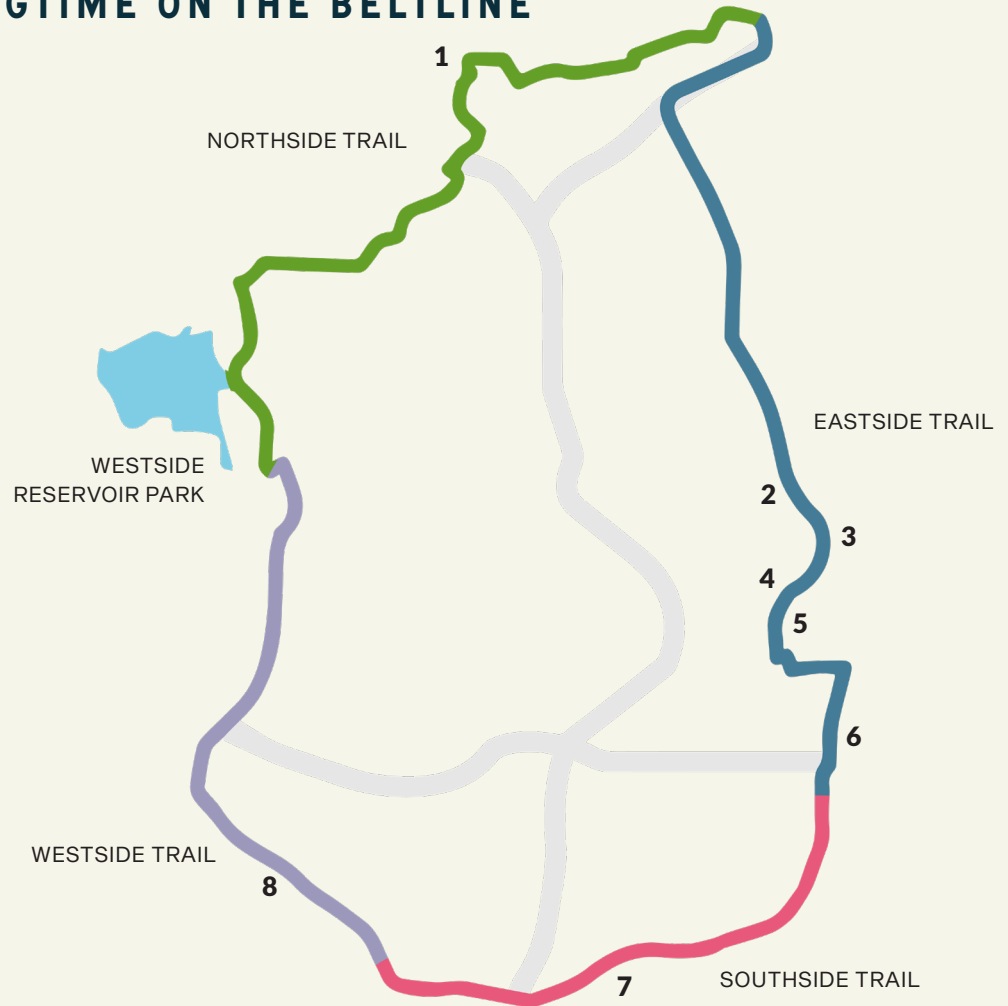 GTIME ON THE BELTLINE
1
NORTHSIDE TRAIL
EASTSIDE TRAIL
WESTSIDE
RESERVOIR PARK
2
3
4
5
6
WESTSIDE TRAIL
8
SOUTHSIDE TRAIL
7